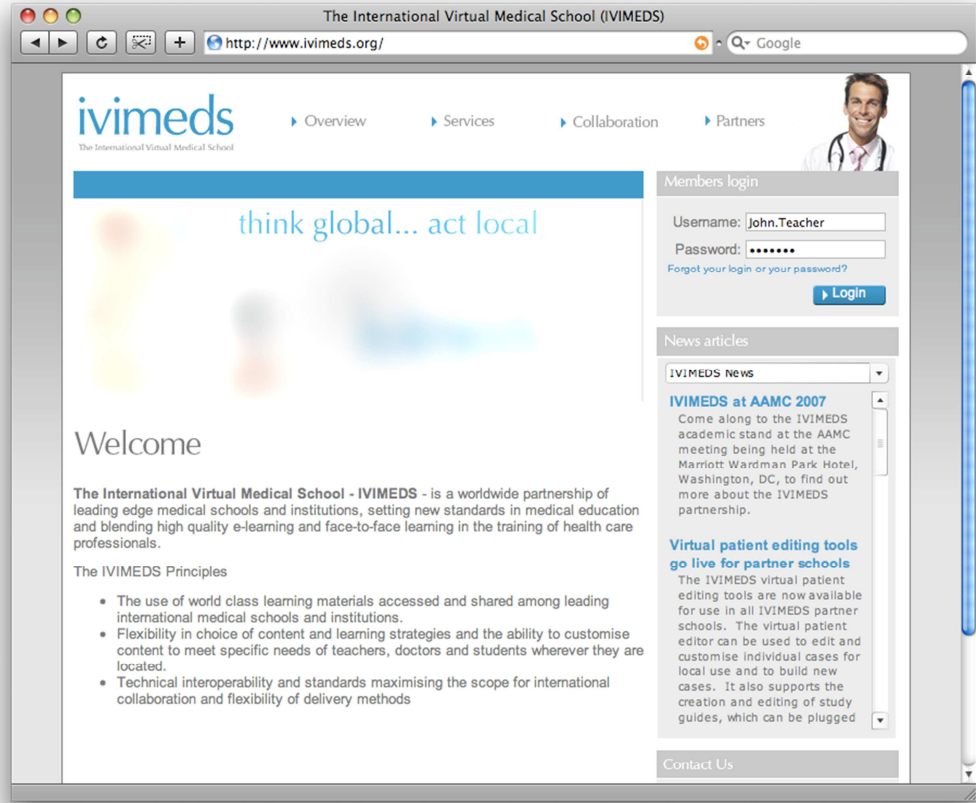 The International Virtual Medical School (IVIMEDS)
http://www.ivimeds.org/
Google
ivimeds
The International Virtual Medical School
Overview
Services
Collaboration
Partners
think global... act local
Welcome
The International Virtual Medical School - IVIMEDS - is a worldwide partnership of
leading edge medical schools and institutions, setting new standards in medical education
and blending high quality e-learning and face-to-face learning in the training of health care
professionals.
The IVIMEDS Principles
• The use of world class learning materials accessed and shared among leading
international medical schools and institutions.
• Flexibility in choice of content and learning strategies and the ability to customise
content to meet specific needs of teachers, doctors and students wherever they are
located.
• Technical interoperability and standards maximising the scope for international
collaboration and flexibility of delivery methods
Members login
Username: John.Teacher
Password: •••••••
Forgot your login or your password?
Login
News articles
IVIMEDS News
IVIMEDS at AAMC 2007
Come along to the IVIMEDS
academic stand at the AAMC
meeting being held at the
Marriott Wardman Park Hotel,
Washington, DC, to find out
more about the IVIMEDS
partnership.
Virtual patient editing tools
go live for partner schools
The IVIMEDS virtual patient
editing tools are now available
for use in all IVIMEDS partner
schools. The virtual patient
editor can be used to edit and
customise individual cases for
local use and to build new
cases. It also supports the
creation and editing of study
guides, which can be plugged
Contact Us